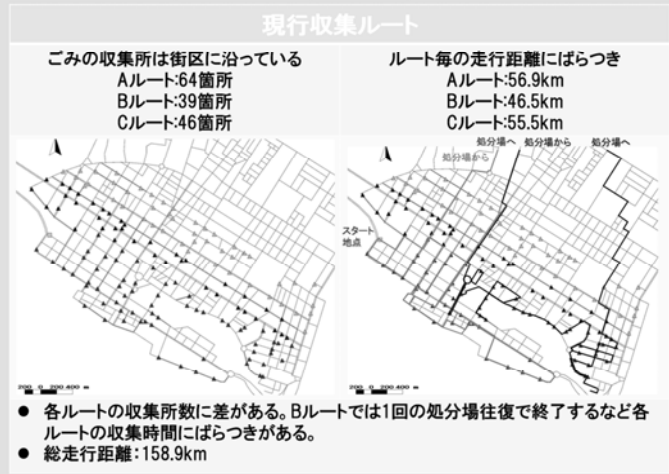 現行収集ルート
ごみの収集所は街区に沿っている
Aルート:64箇所
Bルート:39箇所
Cルート:46箇所
ルート毎の走行距離にばらつき
Aルート:56.9km
Bルート:46.5km
Cルート:55.5km
処分場へ 処分場から 処分場へ
処分場から
スタート
地点
200 0 200 400 m
200 0 200 400 m
● 各ルートの収集所数に差がある。Bルートでは1回の処分場往復で終了するなど各
ルートの収集時間にばらつきがある。
● 総走行距離:158.9km